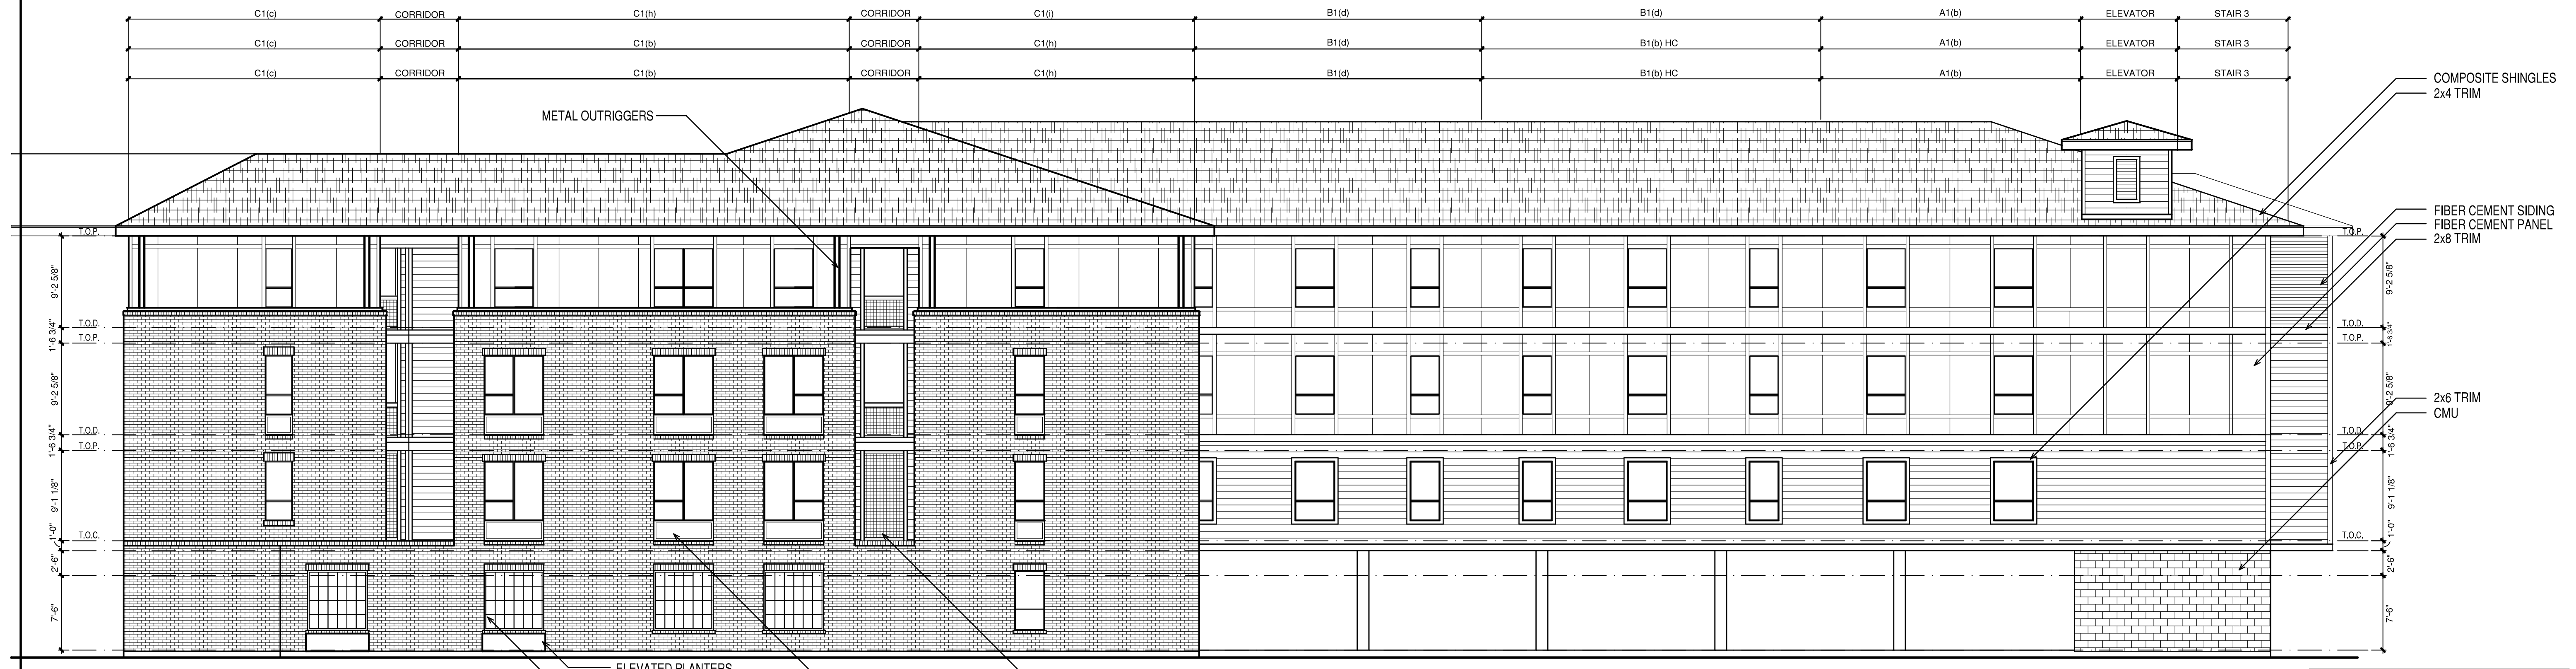 C1(c) CORRIDOR C1(h) CORRIDOR C1(i) B1(d) B1(d) A1(b) ELEVATOR STAIR 3
C1(c) CORRIDOR C1(b) CORRIDOR C1(h) B1(d) B1(b) HC A1(b) ELEVATOR STAIR 3
C1(c) CORRIDOR C1(b) CORRIDOR C1(h) B1(d) B1(b) HC A1(b) ELEVATOR STAIR 3
COMPOSITE SHINGLES
2x4 TRIM
METAL OUTRIGGERS
FIBER CEMENT SIDING
FIBER CEMENT PANEL
2x8 TRIM
T.O.P. T.O.P.
9'-2 5/8" 9'-2 5/8"
T.O.D. T.O.D.
1'-6 3/4" 1'-6 3/4"
T.O.P. T.O.P.
9'-2 5/8" 9'-2 5/8"
2x6 TRIM
CMU
T.O.D. T.O.D.
1'-6 3/4" 1'-6 3/4"
T.O.P. T.O.P.
9'-1 1/8" 9'-1 1/8"
1'-0" 1'-0"
T.O.C. T.O.C.
2'-6" 2'-6"
7'-6" 7'-6"
ELEVATED PLANTERS